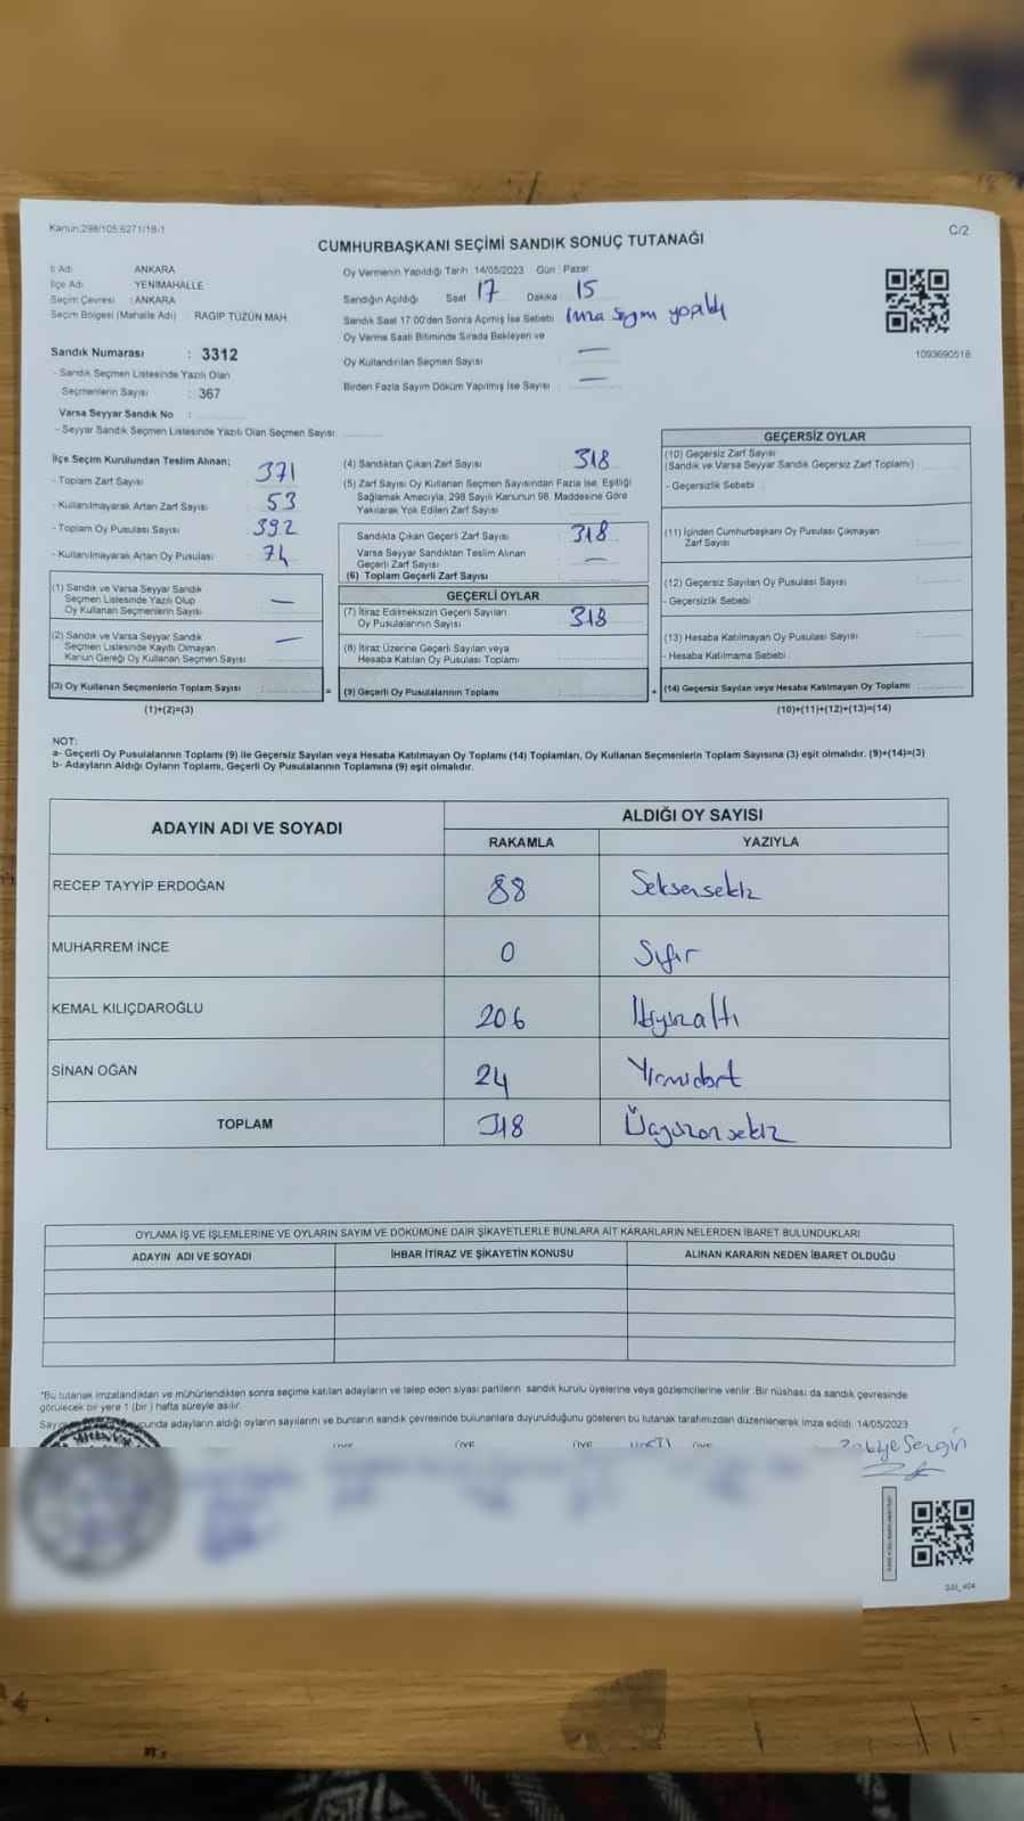 Kanun:298/105,6271/18-1
C/2
CUMHURBAŞKANI SEÇİMİ SANDIK SONUÇ TUTANAĞI
İl Adı : ANKARA
İlçe Adı : YENİMAHALLE
Seçim Çevresi : ANKARA
Seçim Bölgesi (Mahalle Adı) : RAGIP TÜZÜN MAH.
Sandık Numarası : 3312
- Sandık Seçmen Listesinde Yazılı Olan
Seçmenlerin Sayısı : 367
Varsa Seyyar Sandık No :
- Seyyar Sandık Seçmen Listesinde Yazılı Olan Seçmen Sayısı
Oy Vermenin Yapıldığı Tarih : 14/05/2023 Gün : Pazar
Sandığın Açıldığı Saat 17 Dakika 15
Sandık Saat 17:00'den Sonra Açılmış İse Sebebi İmza Sayımı yapıldı
Oy Verme Saati Bitiminde Sırada Bekleyen ve
Oy Kullandırılan Seçmen Sayısı —
Birden Fazla Sayım Döküm Yapılmış İse Sayısı —
1093690518
İlçe Seçim Kurulundan Teslim Alınan;
- Toplam Zarf Sayısı 371
- Kullanılmayarak Artan Zarf Sayısı 53
- Toplam Oy Pusulası Sayısı 392
- Kullanılmayarak Artan Oy Pusulası 74
(1) Sandık ve Varsa Seyyar Sandık
Seçmen Listesinde Yazılı Olup
Oy Kullanan Seçmenlerin Sayısı —
(2) Sandık ve Varsa Seyyar Sandık
Seçmen Listesinde Kayıtlı Olmayan
Kanun Gereği Oy Kullanan Seçmen Sayısı —
(3) Oy Kullanan Seçmenlerin Toplam Sayısı
(1)+(2)=(3)
(4) Sandıktan Çıkan Zarf Sayısı 318
(5) Zarf Sayısı Oy Kullanan Seçmen Sayısından Fazla İse, Eşitliği
Sağlamak Amacıyla, 298 Sayılı Kanunun 98. Maddesine Göre
Yakılarak Yok Edilen Zarf Sayısı
Sandıkta Çıkan Geçerli Zarf Sayısı 318
Varsa Seyyar Sandıktan Teslim Alınan
Geçerli Zarf Sayısı —
(6) Toplam Geçerli Zarf Sayısı
GEÇERLİ OYLAR
(7) İtiraz Edilmeksizin Geçerli Sayılan
Oy Pusulalarının Sayısı 318
(8) İtiraz Üzerine Geçerli Sayılan veya
Hesaba Katılan Oy Pusulası Toplamı
= (9) Geçerli Oy Pusulalarının Toplamı
GEÇERSİZ OYLAR
(10) Geçersiz Zarf Sayısı
(Sandık ve Varsa Seyyar Sandık Geçersiz Zarf Toplamı)
- Geçersizlik Sebebi
(11) İçinden Cumhurbaşkanı Oy Pusulası Çıkmayan
Zarf Sayısı
(12) Geçersiz Sayılan Oy Pusulası Sayısı
- Geçersizlik Sebebi
(13) Hesaba Katılmayan Oy Pusulası Sayısı
- Hesaba Katılmama Sebebi
+ (14) Geçersiz Sayılan veya Hesaba Katılmayan Oy Toplamı
(10)+(11)+(12)+(13)=(14)
NOT:
a- Geçerli Oy Pusulalarının Toplamı (9) ile Geçersiz Sayılan veya Hesaba Katılmayan Oy Toplamı (14) Toplamları, Oy Kullanan Seçmenlerin Toplam Sayısına (3) eşit olmalıdır. (9)+(14)=(3)
b- Adayların Aldığı Oyların Toplamı, Geçerli Oy Pusulalarının Toplamına (9) eşit olmalıdır.
ADAYIN ADI VE SOYADI
ALDIĞI OY SAYISI
RAKAMLA YAZIYLA
RECEP TAYYİP ERDOĞAN 88 Seksensekiz
MUHARREM İNCE 0 Sıfır
KEMAL KILIÇDAROĞLU 206 İkiyüzaltı
SİNAN OĞAN 24 Yirmidört
TOPLAM 318 Üçyüzonsekiz
OYLAMA İŞ VE İŞLEMLERİNE VE OYLARIN SAYIM VE DÖKÜMÜNE DAİR ŞİKAYETLERLE BUNLARA AİT KARARLARIN NELERDEN İBARET BULUNDUKLARI
ADAYIN ADI VE SOYADI İHBAR İTİRAZ VE ŞİKAYETİN KONUSU ALINAN KARARIN NEDEN İBARET OLDUĞU
*Bu tutanak imzalandıktan ve mühürlendikten sonra seçime katılan adayların ve talep eden siyasi partilerin sandık kurulu üyelerine veya gözlemcilerine verilir. Bir nüshası da sandık çevresinde
görülecek bir yere 1 (bir) hafta süreyle asılır.
adayların aldığı oyların sayılarını ve bunların sandık çevresinde bulunanlara duyurulduğunu gösteren bu tutanak tarafımızdan düzenlenerek imza edildi. 14/05/2023
Sergin